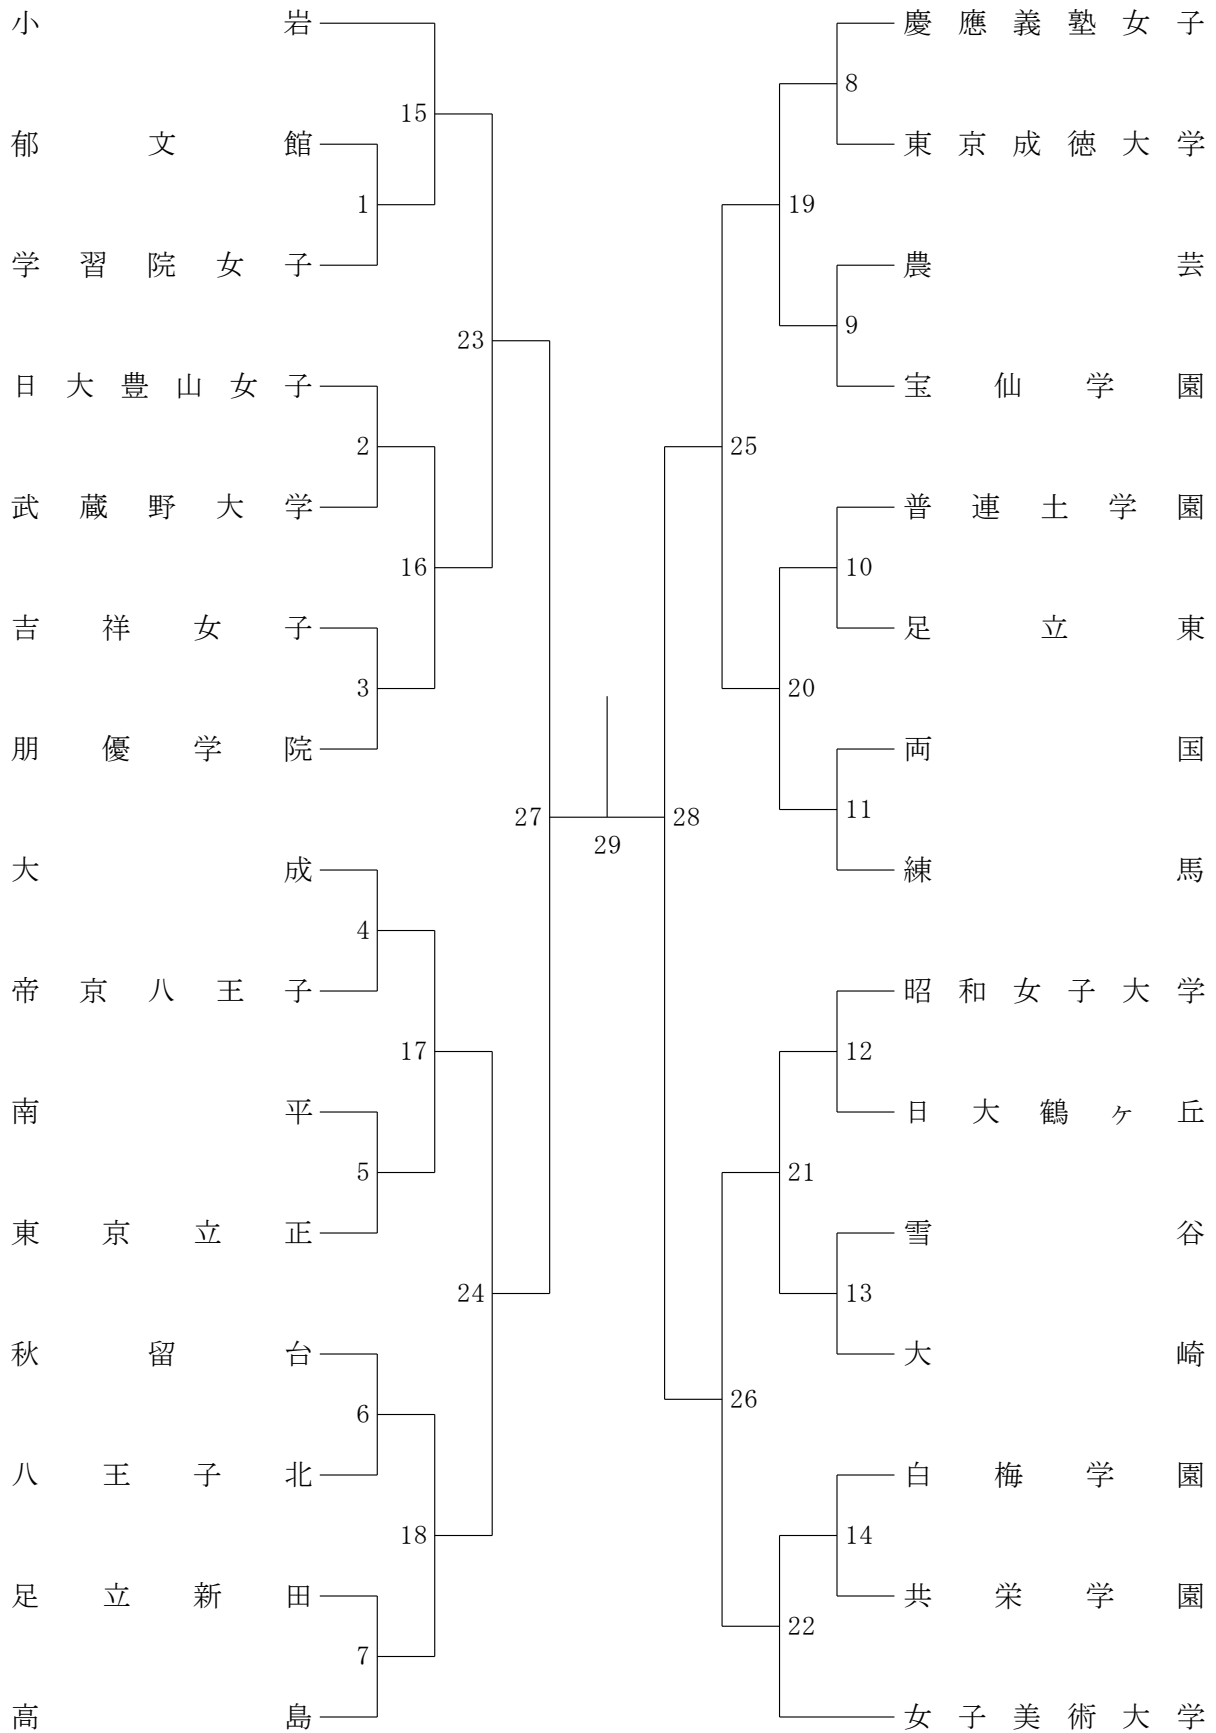 小岩
郁文館
学習院女子
日大豊山女子
武蔵野大学
吉祥女子
朋優学院
大成
帝京八王子
南平
東京立正
秋留台
八王子北
足立新田
高島
1
2
3
4
5
6
7
15
16
17
18
23
24
27
29
28
25
26
19
20
21
22
8
9
10
11
12
13
14
慶應義塾女子
東京成徳大学
農芸
宝仙学園
普連土学園
足立東
両国
練馬
昭和女子大学
日大鶴ヶ丘
雪谷
大崎
白梅学園
共栄学園
女子美術大学